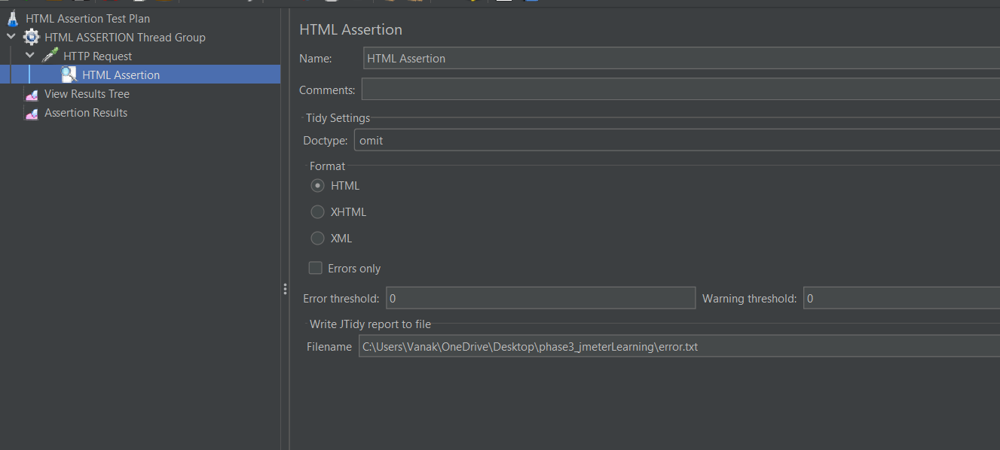 HTML Assertion Test Plan
HTML ASSERTION Thread Group
HTTP Request
HTML Assertion
View Results Tree
Assertion Results
HTML Assertion
Name: HTML Assertion
Comments:
Tidy Settings
Doctype: omit
Format
HTML
XHTML
XML
Errors only
Error threshold: 0 Warning threshold: 0
Write JTidy report to file
Filename C:\Users\Vanak\OneDrive\Desktop\phase3_jmeterLearning\error.txt